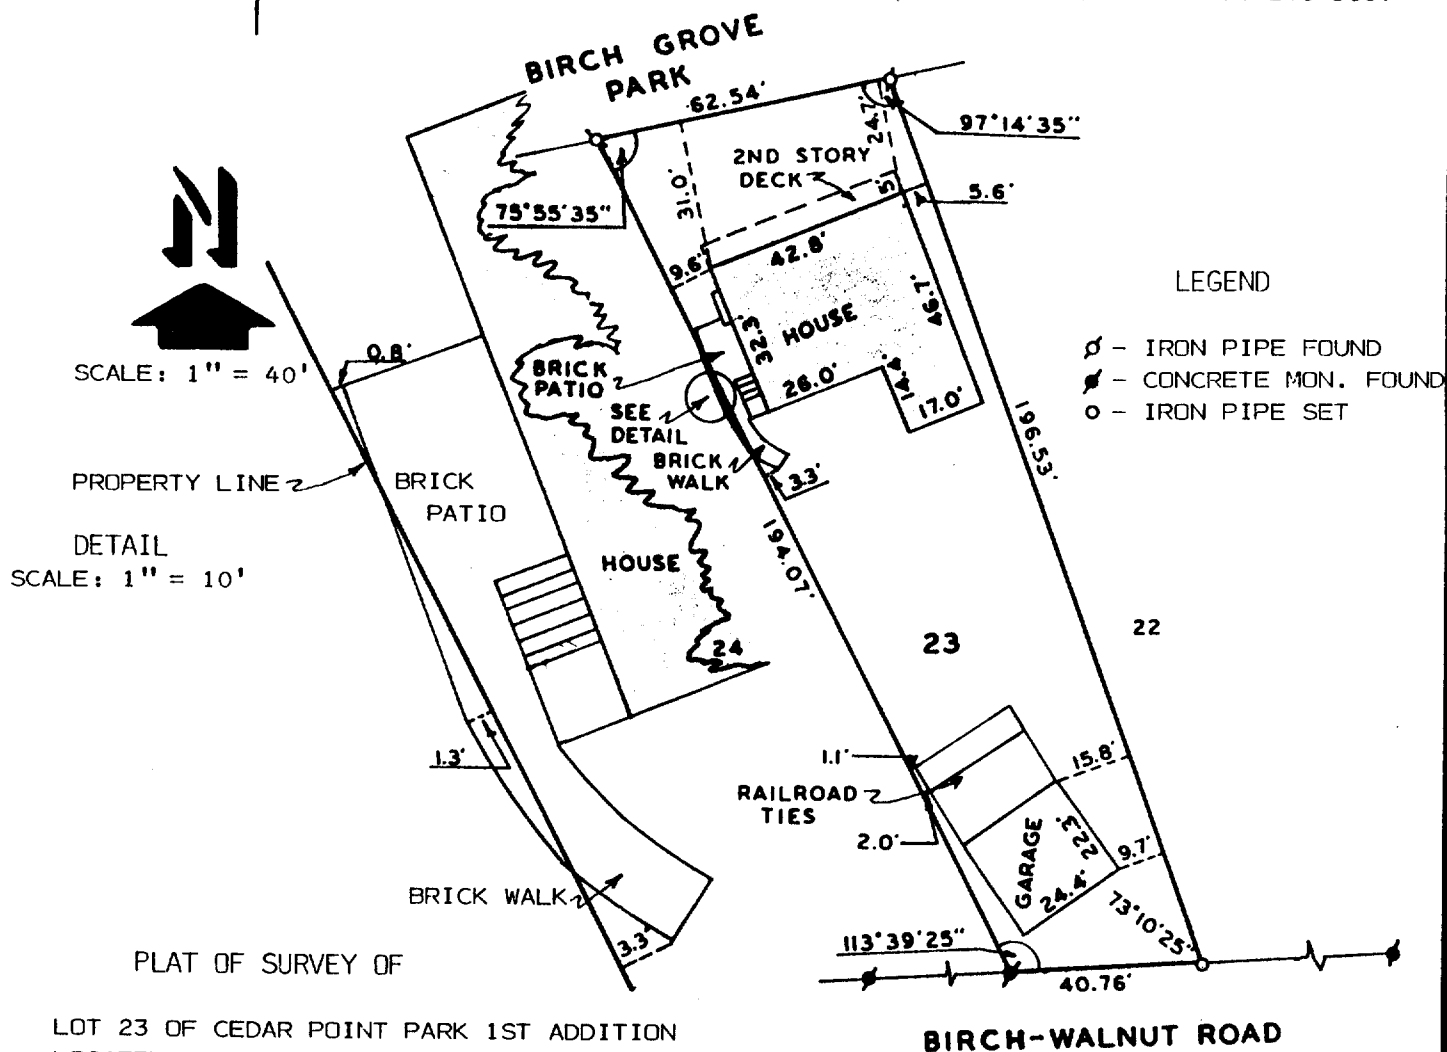 BIRCH GROVE
PARK
62.54'
97°14'35"
24.7'
2ND STORY
DECK
5'
5.6'
31.0'
75°55'35"
N
9.6'
42.8'
HOUSE
46.7'
32.3'
LEGEND
SCALE: 1" = 40'
0.8'
BRICK
PATIO
26.0'
14.4'
17.0'
ø - IRON PIPE FOUND
- CONCRETE MON. FOUND
o - IRON PIPE SET
SEE
DETAIL
BRICK
WALK
3.3'
196.53'
PROPERTY LINE
BRICK
PATIO
DETAIL
SCALE: 1" = 10'
HOUSE
194.07'
24
23
22
1.3'
1.1'
15.8'
RAILROAD
TIES
2.0'
GARAGE
22.3'
9.7'
24.4'
BRICK WALK
73°10'25"
3.3'
113°39'25"
40.76'
PLAT OF SURVEY OF
LOT 23 OF CEDAR POINT PARK 1ST ADDITION
BIRCH-WALNUT ROAD